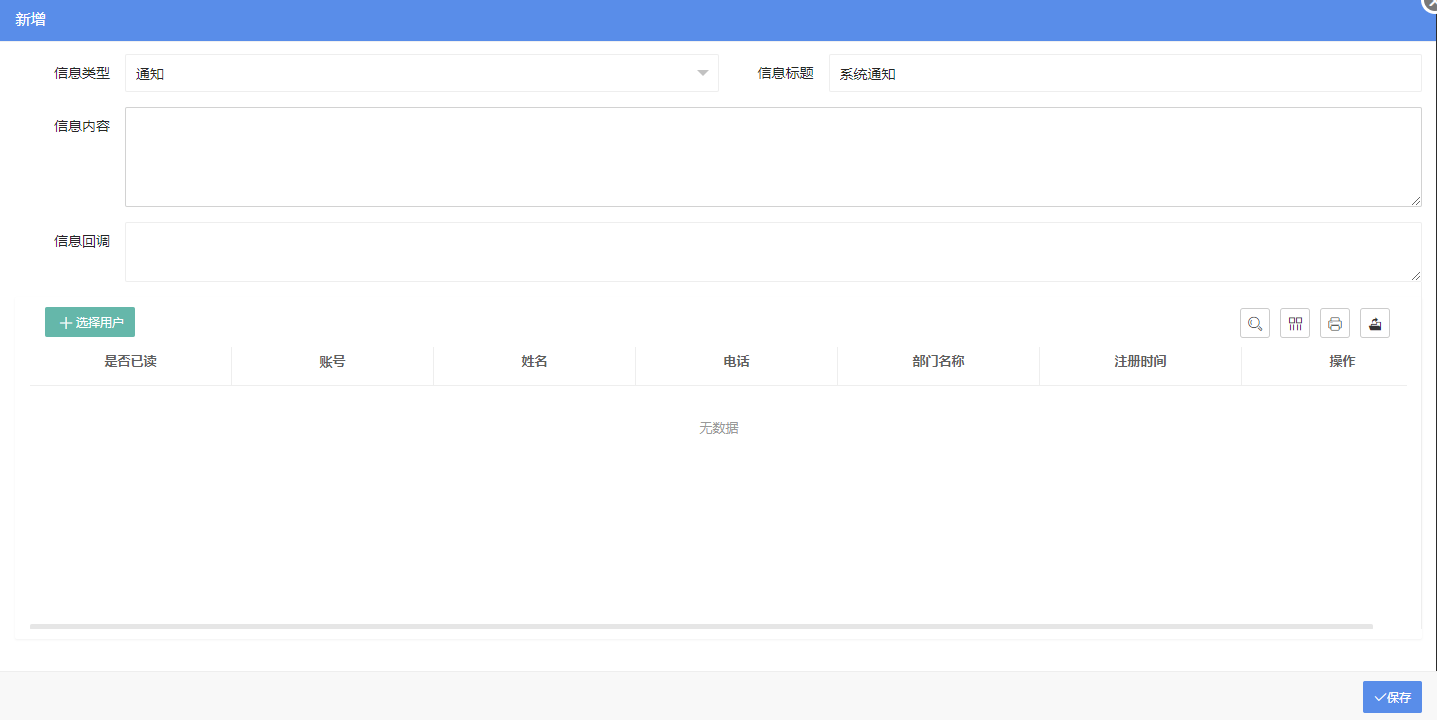 新增
信息类型 通知 信息标题 系统通知
信息内容
信息回调
选择用户
是否已读 账号 姓名 电话 部门名称 注册时间 操作
无数据
保存